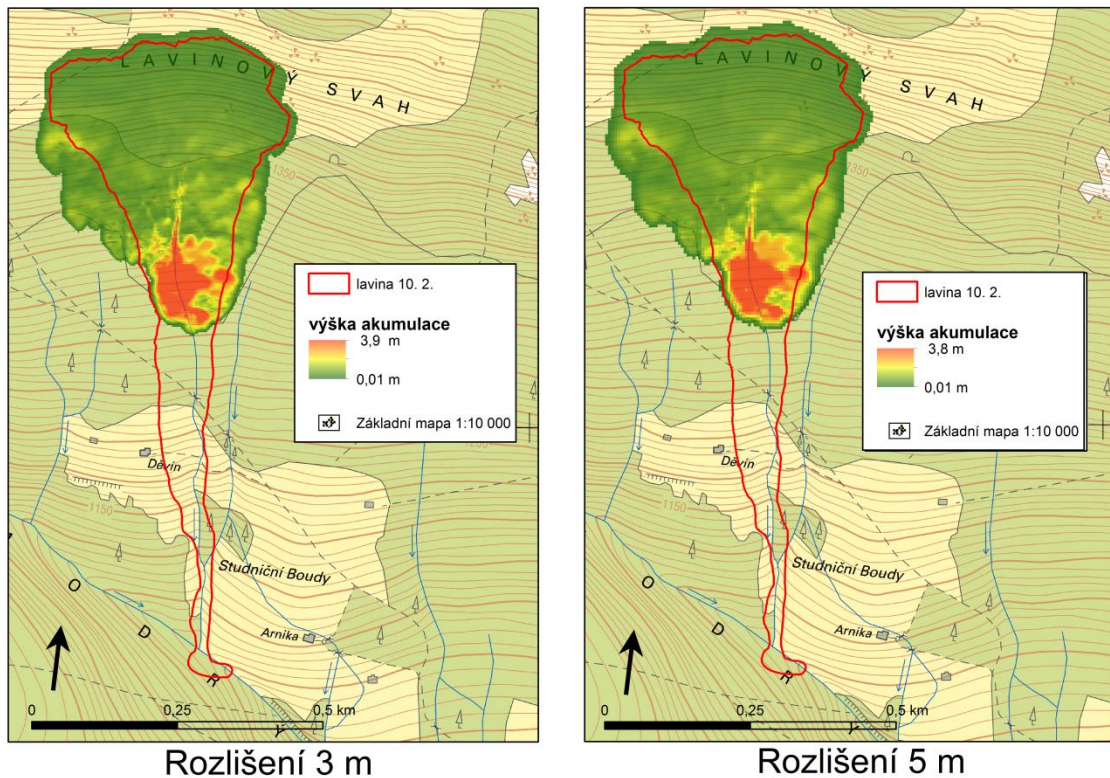 LAVINOVÝ SVAH
1350
lavina 10. 2.
výška akumulace
3,9 m
0,01 m
Základní mapa 1:10 000
1200
Děvín
1150
Studniční Boudy
O
D
Arnika
R
0
0,25
0,5 km
Ý
Rozlišení 3 m
LAVINOVÝ SVAH
1350
lavina 10. 2.
výška akumulace
3,8 m
0,01 m
Základní mapa 1:10 000
Děvín
1150
Studniční Boudy
O
D
Arnika
R
0
0,25
0,5 km
Ý
Rozlišení 5 m